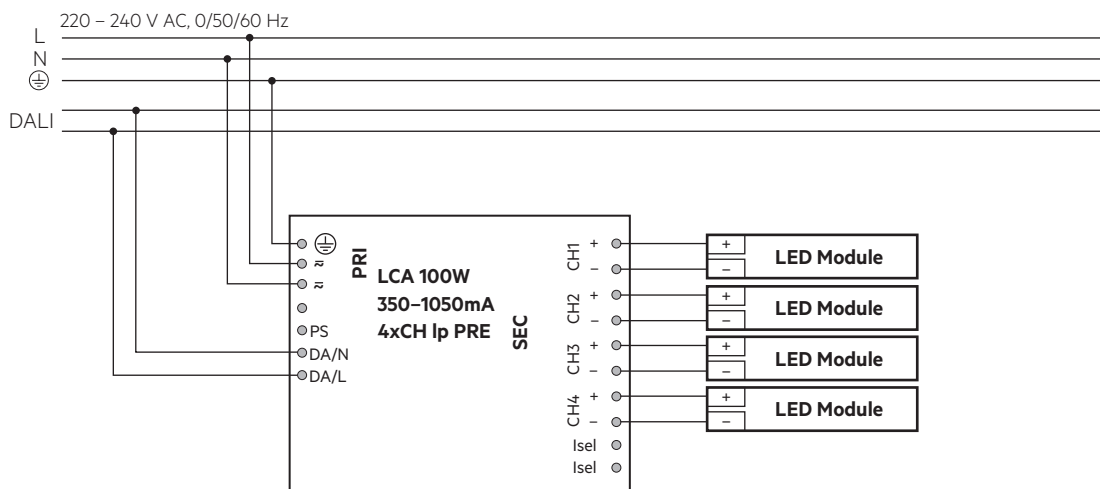 220 – 240 V AC, 0/50/60 Hz
L
N
DALI
PRI
LCA 100W
350–1050mA
4xCH lp PRE
SEC
PS
DA/N
DA/L
CH1 +
–
CH2 +
–
CH3 +
–
CH4 +
–
Isel
Isel
+
–
LED Module
+
–
LED Module
+
–
LED Module
+
–
LED Module